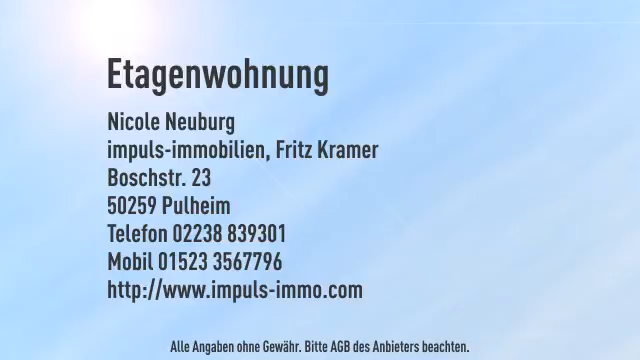 Etagenwohnung
Nicole Neuburg
impuls-immobilien, Fritz Kramer
Boschstr. 23
50259 Pulheim
Telefon 02238 839301
Mobil 01523 3567796
http://www.impuls-immo.com
Alle Angaben ohne Gewähr. Bitte AGB des Anbieters beachten.